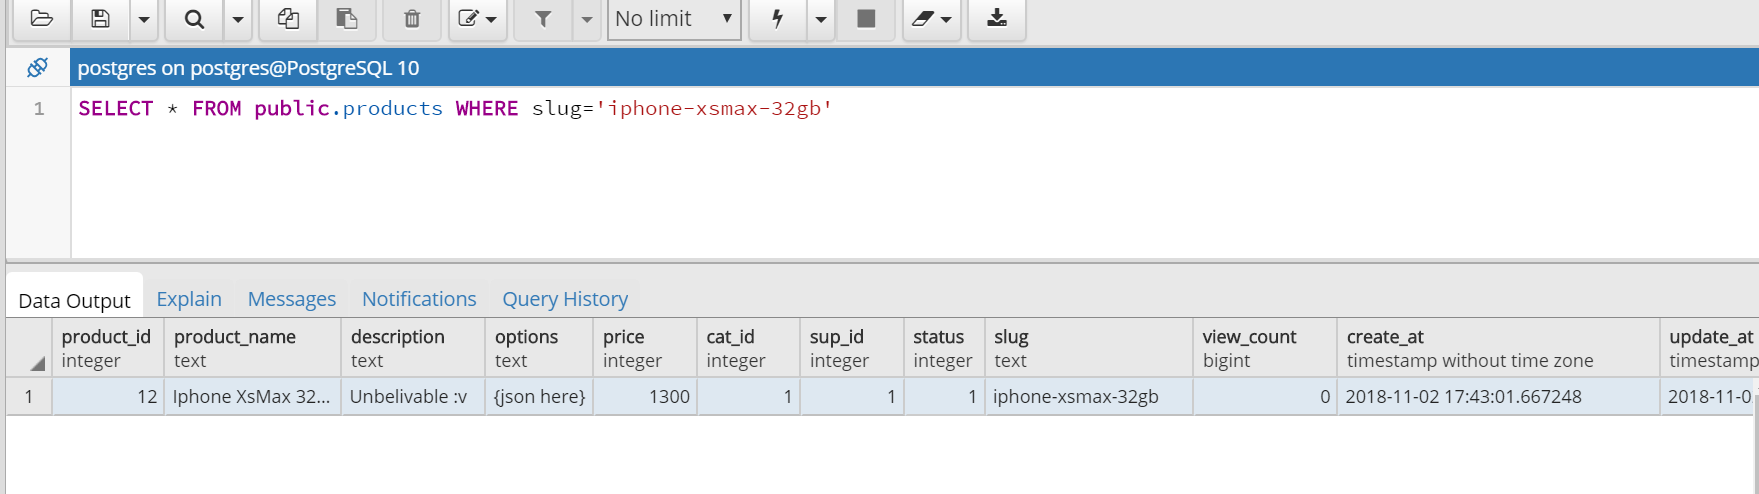 No limit
postgres on postgres@PostgreSQL 10
1 SELECT * FROM public.products WHERE slug='iphone-xsmax-32gb'
Data Output Explain Messages Notifications Query History
product_id product_name description options price cat_id sup_id status slug view_count create_at update_at
integer text text text integer integer integer integer text bigint timestamp without time zone timestamp
1 12 Iphone XsMax 32... Unbelivable :v {json here} 1300 1 1 1 iphone-xsmax-32gb 0 2018-11-02 17:43:01.667248 2018-11-0